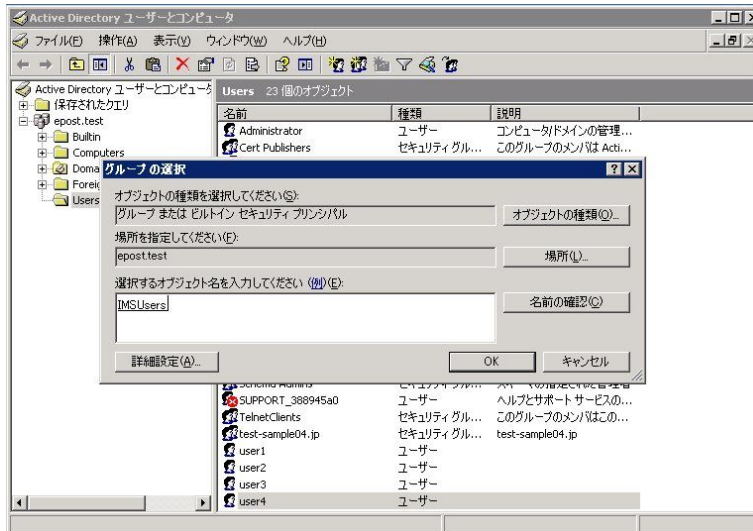 Active Directory ユーザーとコンピュータ
ファイル(F) 操作(A) 表示(V) ウィンドウ(W) ヘルプ(H)
Active Directory ユーザーとコンピュータ
保存されたクエリ
epost.test
Builtin
Computers
Doma
Foreig
Users
Users 23 個のオブジェクト
名前 種類 説明
Administrator ユーザー コンピュータ/ドメインの管理...
Cert Publishers セキュリティ グル... このグループのメンバは Acti...
グループ の選択
オブジェクトの種類を選択してください(S):
グループ または ビルトイン セキュリティ プリンシパル
オブジェクトの種類(O)...
場所を指定してください(F):
epost.test
場所(L)...
選択するオブジェクト名を入力してください (例)(E):
IMSUsers
名前の確認(C)
詳細設定(A)...
OK
キャンセル
SUPPORT_388945a0 ユーザー ヘルプとサポート サービスの...
TelnetClients セキュリティ グル... このグループのメンバはこの...
test-sample04.jp セキュリティ グル... test-sample04.jp
user1 ユーザー
user2 ユーザー
user3 ユーザー
user4 ユーザー